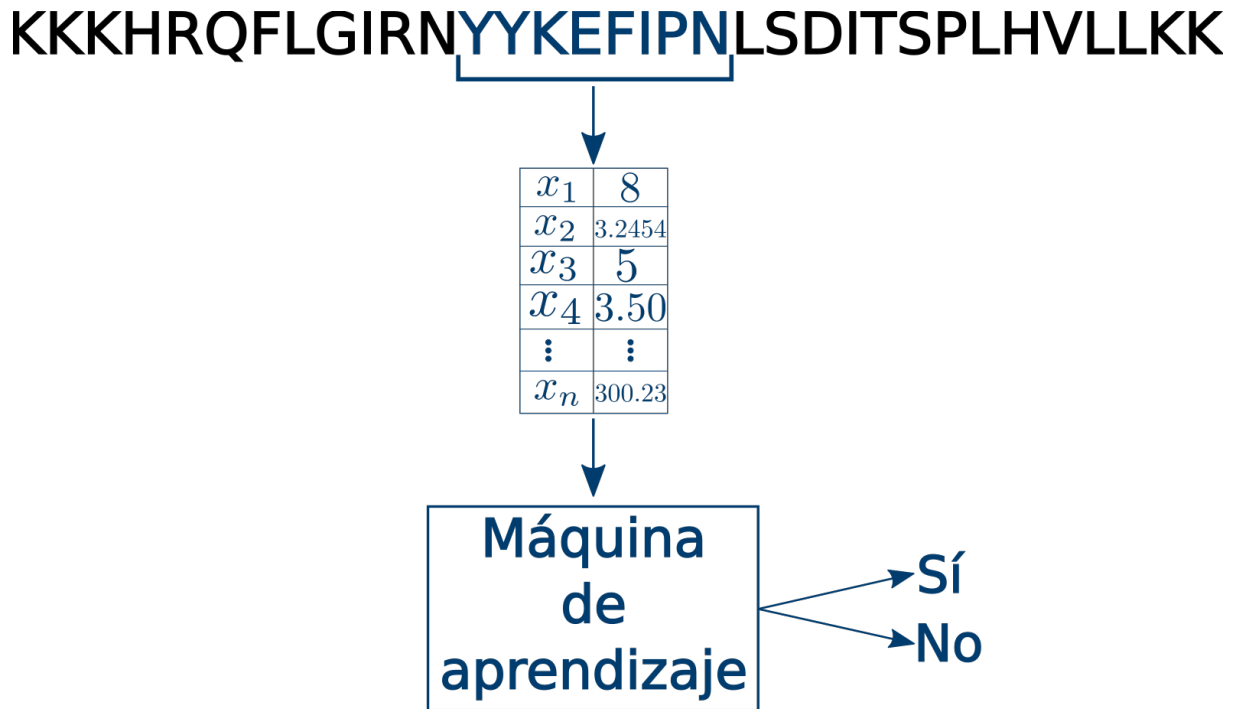 KKKHRQFLGIRNYYKEFIPNLSDITSPLHVLLKK
x1 8
x2 3.2454
x3 5
x4 3.50
⋮ ⋮
xn 300.23
Máquina
de
aprendizaje
Sí
No